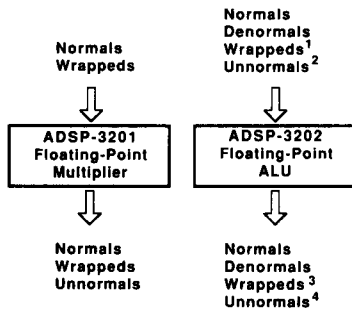 Normals
Wrappeds
ADSP-3201
Floating-Point
Multiplier
Normals
Wrappeds
Unnormals
Normals
Denormals
Wrappeds¹
Unnormals²
ADSP-3202
Floating-Point
ALU
Normals
Denormals
Wrappeds³
Unnormals⁴